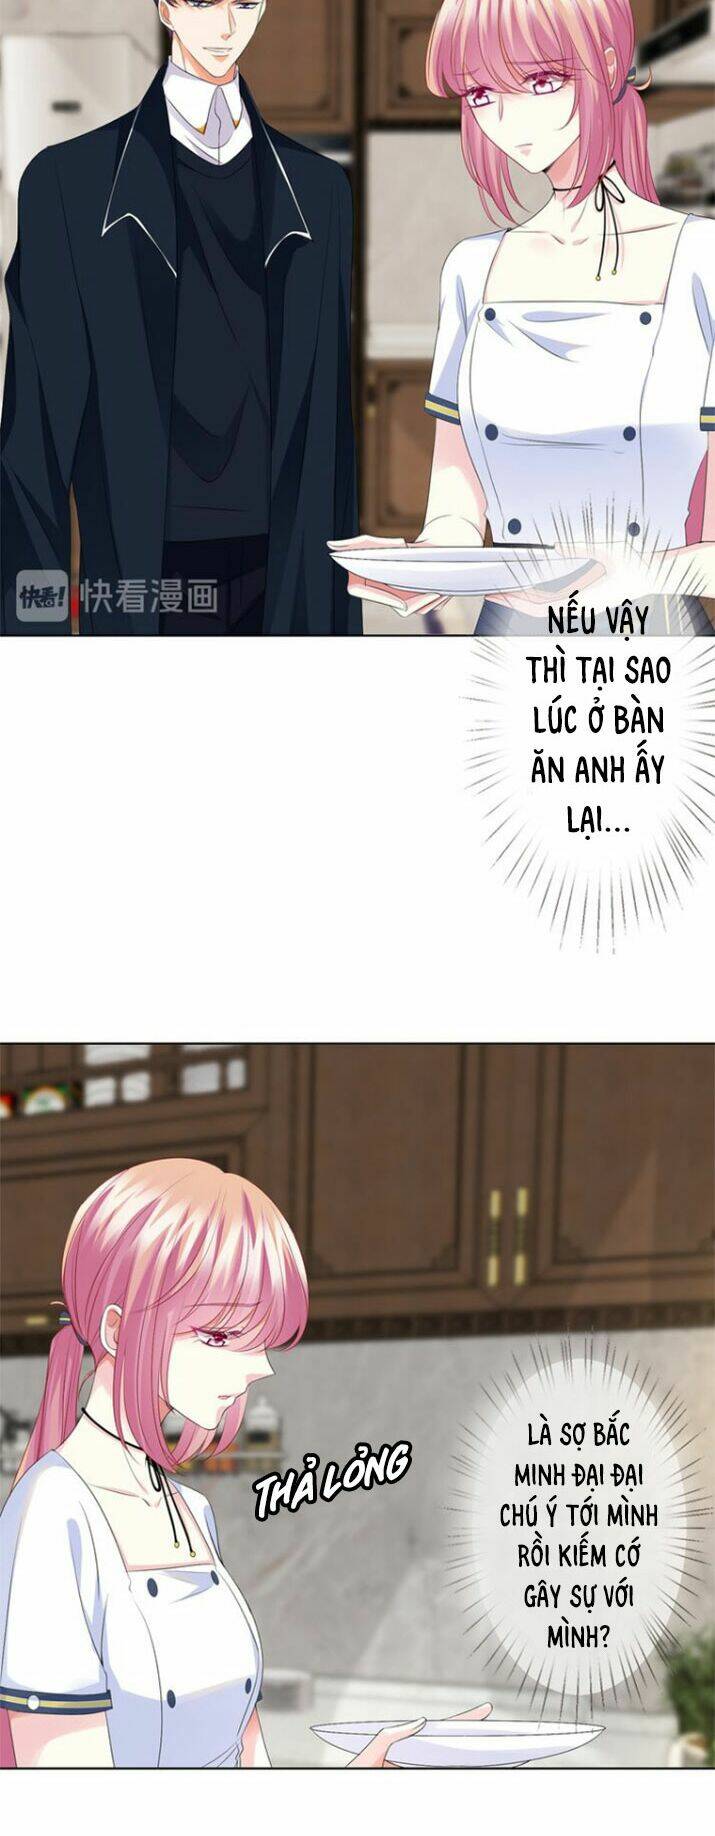 快看!
快看漫画
NẾU VẬY
THÌ TẠI SAO
LÚC Ở BÀN
ĂN ANH ẤY
LẠI...
THẢ LỎNG
LÀ SỢ BẮC
MINH ĐẠI ĐẠI
CHÚ Ý TỚI MÌNH
RỒI KIẾM CỚ
GÂY SỰ VỚI
MÌNH?